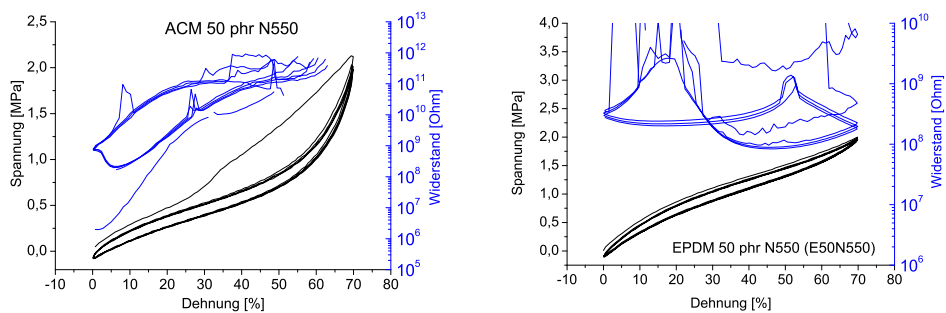 ACM 50 phr N550
Spannung [MPa]
2,5
2,0
1,5
1,0
0,5
0,0
-10 0 10 20 30 40 50 60 70 80
Dehnung [%]
10^13
10^12
10^11
10^10
10^9
10^8
10^7
10^6
10^5
Widerstand [Ohm]
Spannung [MPa]
4,0
3,5
3,0
2,5
2,0
1,5
1,0
0,5
0,0
EPDM 50 phr N550 (E50N550)
-10 0 10 20 30 40 50 60 70 80
Dehnung [%]
10^10
10^9
10^8
10^7
10^6
Widerstand [Ohm]